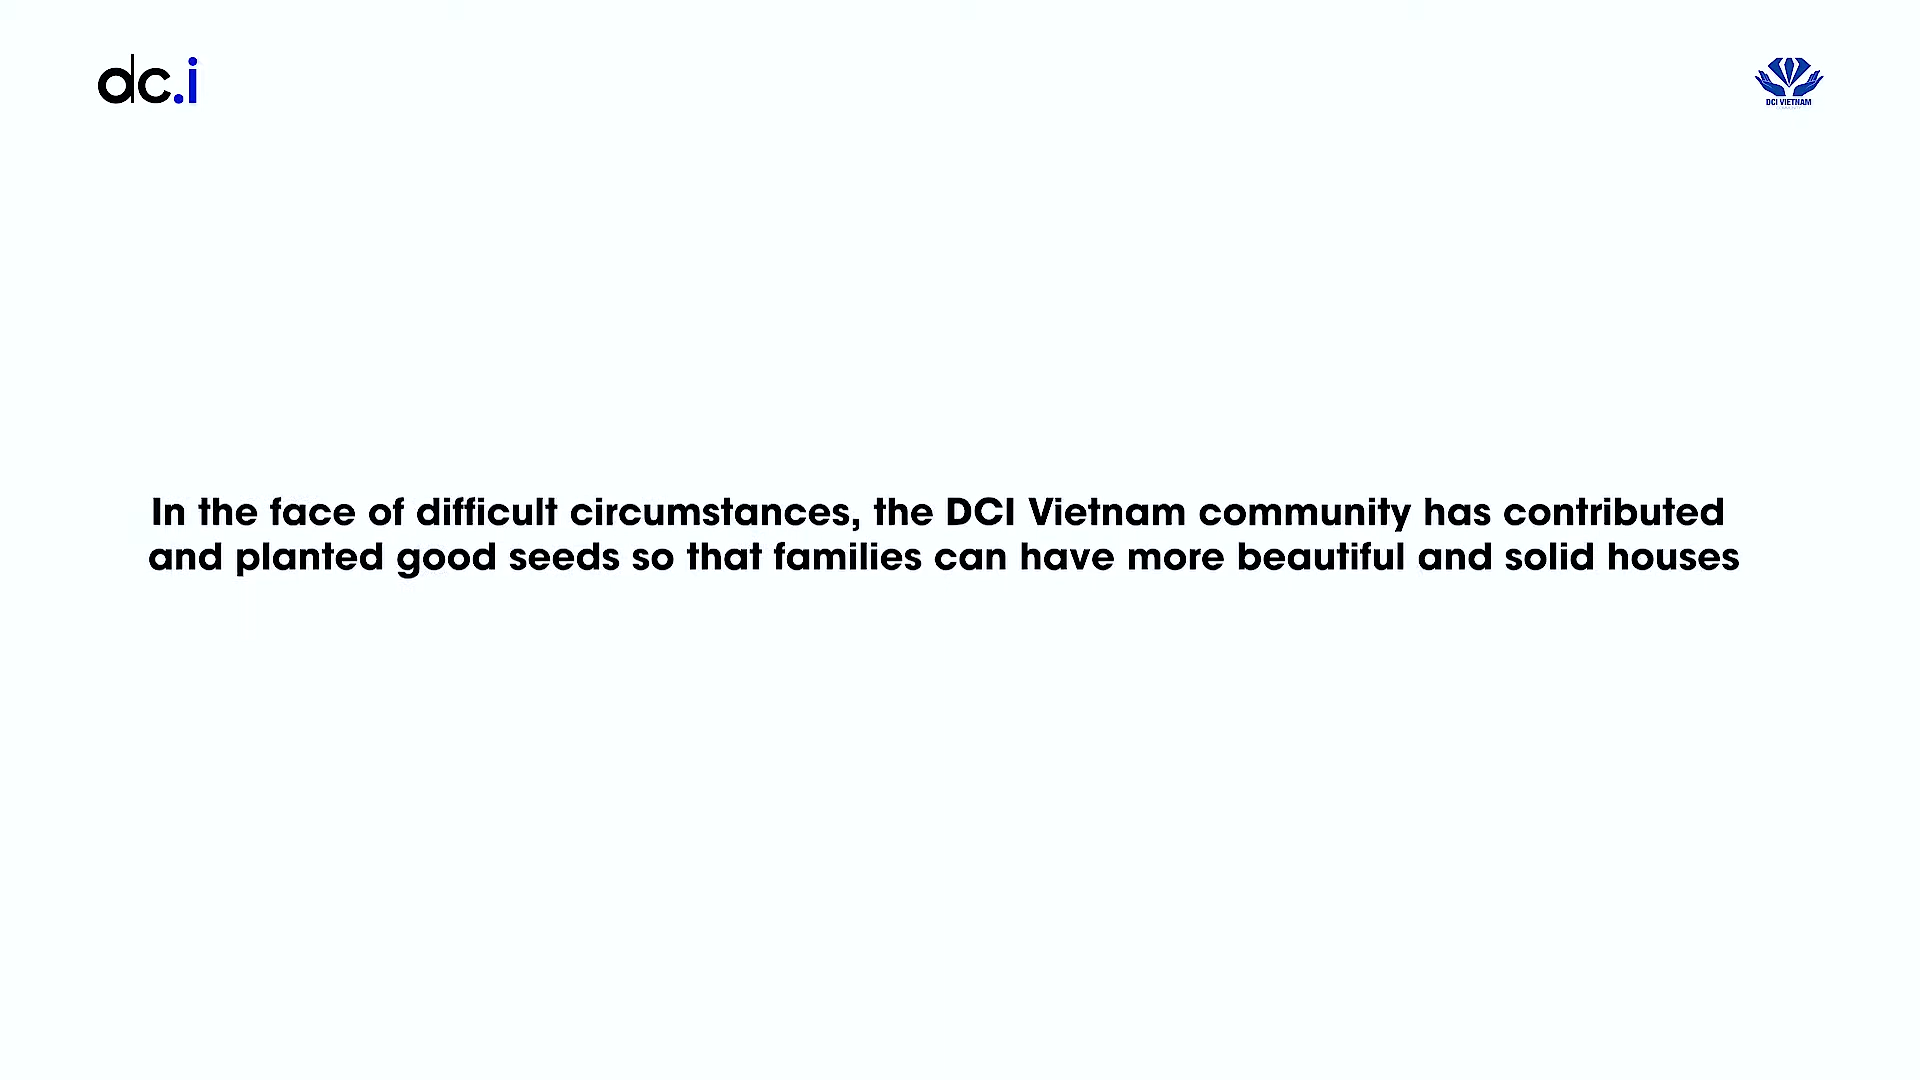 dc.i
DCI VIETNAM
In the face of difficult circumstances, the DCI Vietnam community has contributed
and planted good seeds so that families can have more beautiful and solid houses